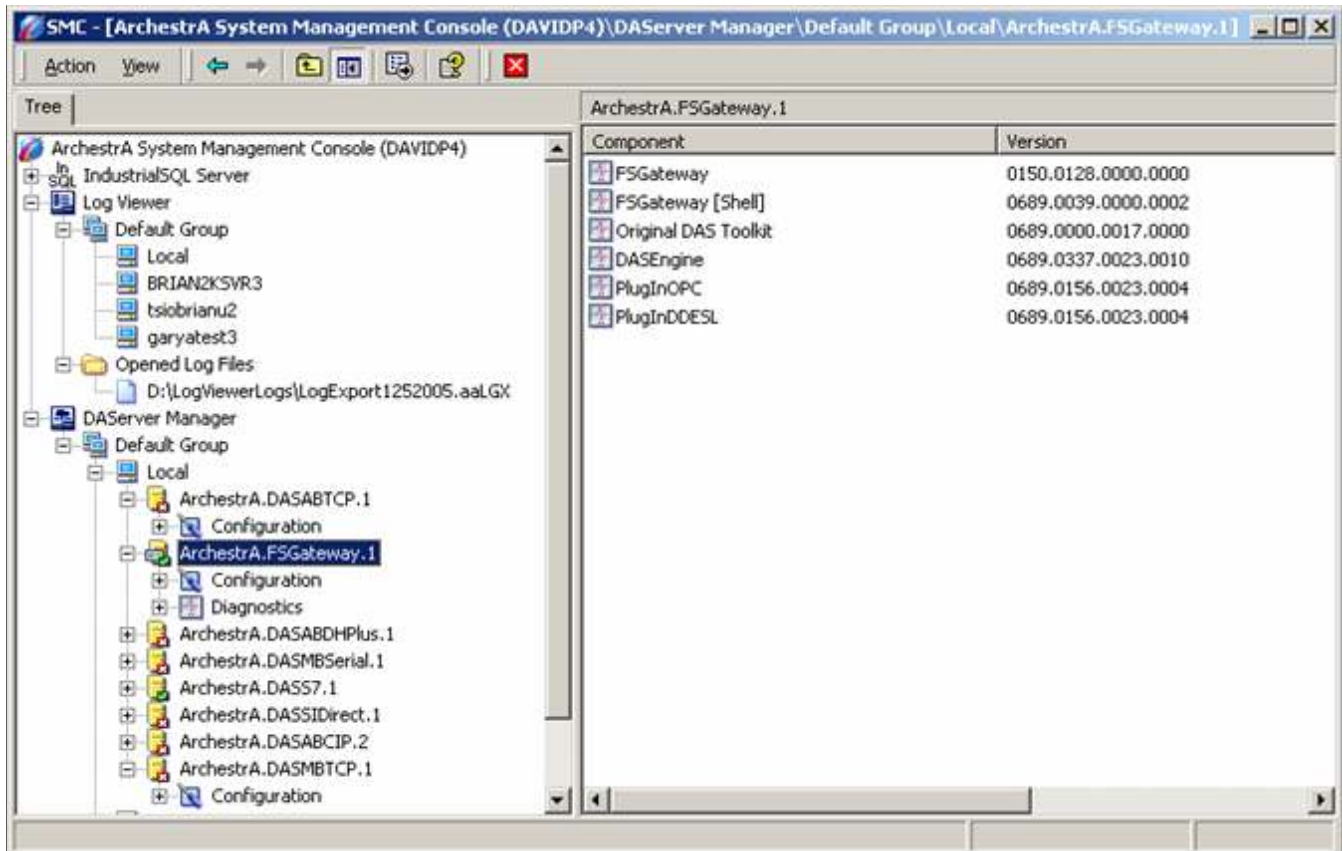 SMC - [ArchestrA System Management Console (DAVIDP4)\DAServer Manager\Default Group\Local\ArchestrA.FSGateway.1]
Action View
Tree
ArchestrA System Management Console (DAVIDP4)
In SQL IndustrialSQL Server
Log Viewer
Default Group
Local
BRIAN2KSVR3
tsiobrianu2
garyatest3
Opened Log Files
D:\LogViewerLogs\LogExport1252005.aaLGX
DAServer Manager
Default Group
Local
ArchestrA.DASABTCP.1
Configuration
ArchestrA.FSGateway.1
Configuration
Diagnostics
ArchestrA.DASABDHPlus.1
ArchestrA.DASMBSerial.1
ArchestrA.DASS7.1
ArchestrA.DASSIDirect.1
ArchestrA.DASABCIP.2
ArchestrA.DASMBTCP.1
Configuration
ArchestrA.FSGateway.1
Component Version
FSGateway 0150.0128.0000.0000
FSGateway [Shell] 0689.0039.0000.0002
Original DAS Toolkit 0689.0000.0017.0000
DASEngine 0689.0337.0023.0010
PlugInOPC 0689.0156.0023.0004
PlugInDDESL 0689.0156.0023.0004